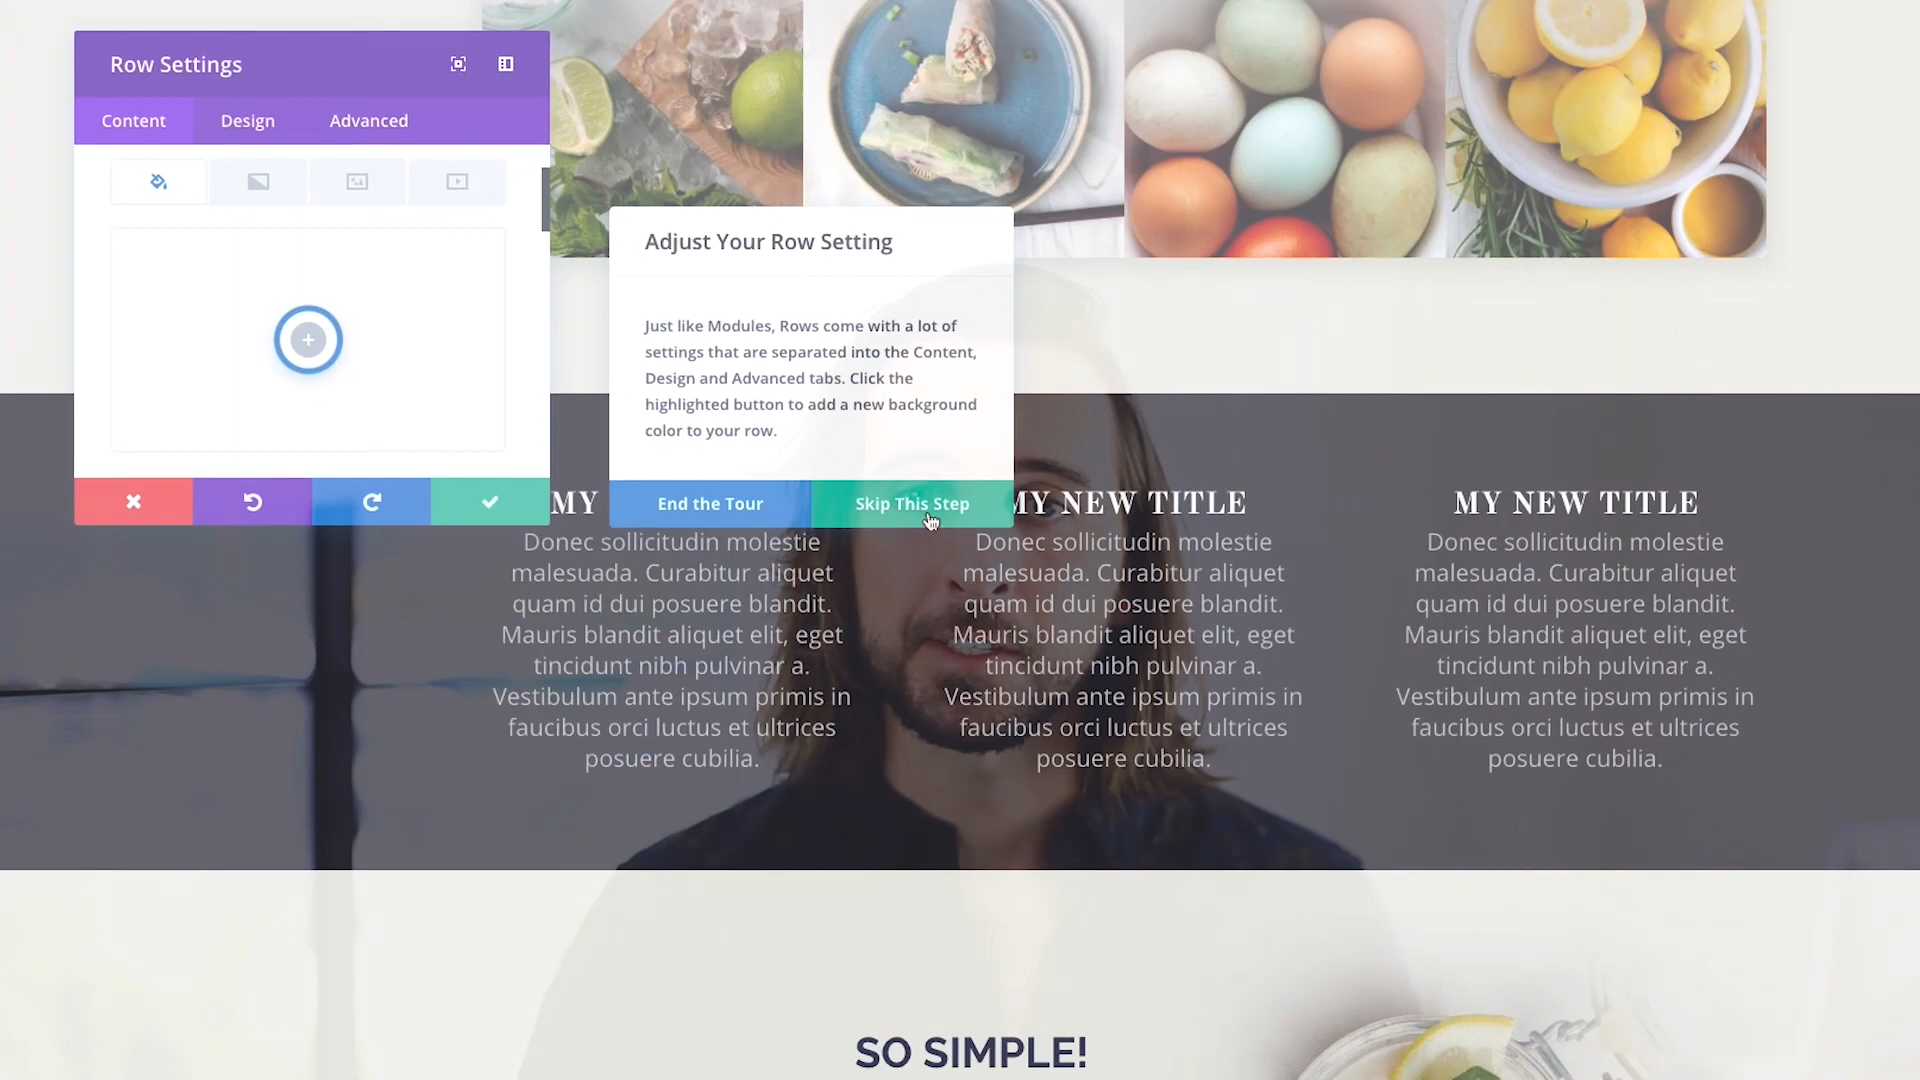 Row Settings
Content Design Advanced
Adjust Your Row Setting
Just like Modules, Rows come with a lot of
settings that are separated into the Content,
Design and Advanced tabs. Click the
highlighted button to add a new background
color to your row.
End the Tour Skip This Step
MY
Donec sollicitudin molestie
malesuada. Curabitur aliquet
quam id dui posuere blandit.
Mauris blandit aliquet elit, eget
tincidunt nibh pulvinar a.
Vestibulum ante ipsum primis in
faucibus orci luctus et ultrices
posuere cubilia.
MY NEW TITLE
Donec sollicitudin molestie
malesuada. Curabitur aliquet
quam id dui posuere blandit.
Mauris blandit aliquet elit, eget
tincidunt nibh pulvinar a.
Vestibulum ante ipsum primis in
faucibus orci luctus et ultrices
posuere cubilia.
MY NEW TITLE
Donec sollicitudin molestie
malesuada. Curabitur aliquet
quam id dui posuere blandit.
Mauris blandit aliquet elit, eget
tincidunt nibh pulvinar a.
Vestibulum ante ipsum primis in
faucibus orci luctus et ultrices
posuere cubilia.
SO SIMPLE!